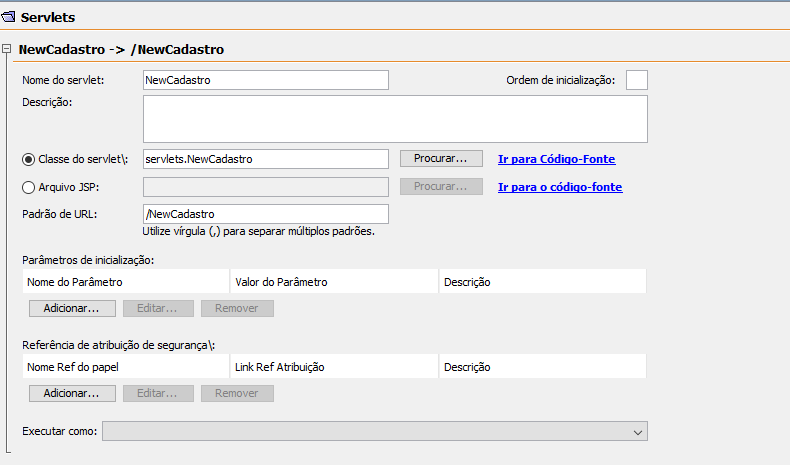 Servlets
NewCadastro -> /NewCadastro
Nome do servlet: NewCadastro Ordem de inicialização:
Descrição:
Classe do servlet\: servlets.NewCadastro Procurar... Ir para Código-Fonte
Arquivo JSP: Procurar... Ir para o código-fonte
Padrão de URL: /NewCadastro
Utilize vírgula (,) para separar múltiplos padrões.
Parâmetros de inicialização:
Nome do Parâmetro Valor do Parâmetro Descrição
Adicionar... Editar... Remover
Referência de atribuição de segurança\:
Nome Ref do papel Link Ref Atribuição Descrição
Adicionar... Editar... Remover
Executar como: